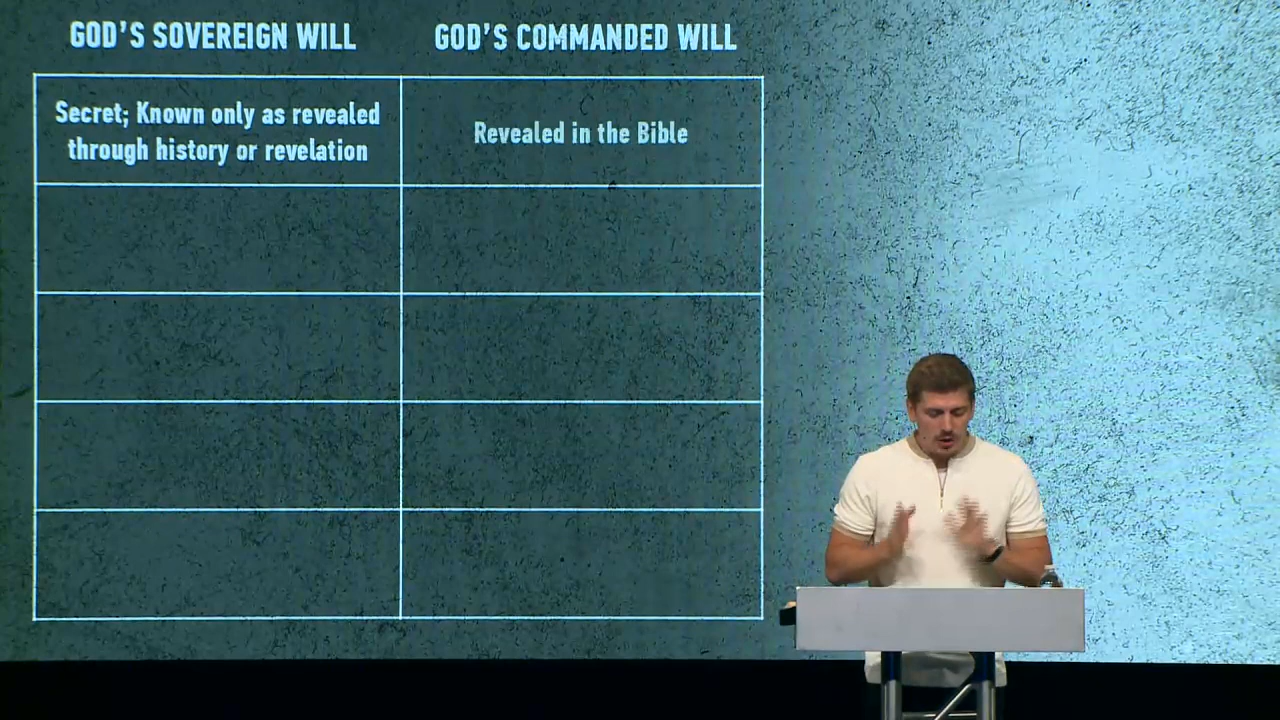 GOD'S SOVEREIGN WILL
GOD'S COMMANDED WILL
Secret; Known only as revealed
through history or revelation
Revealed in the Bible